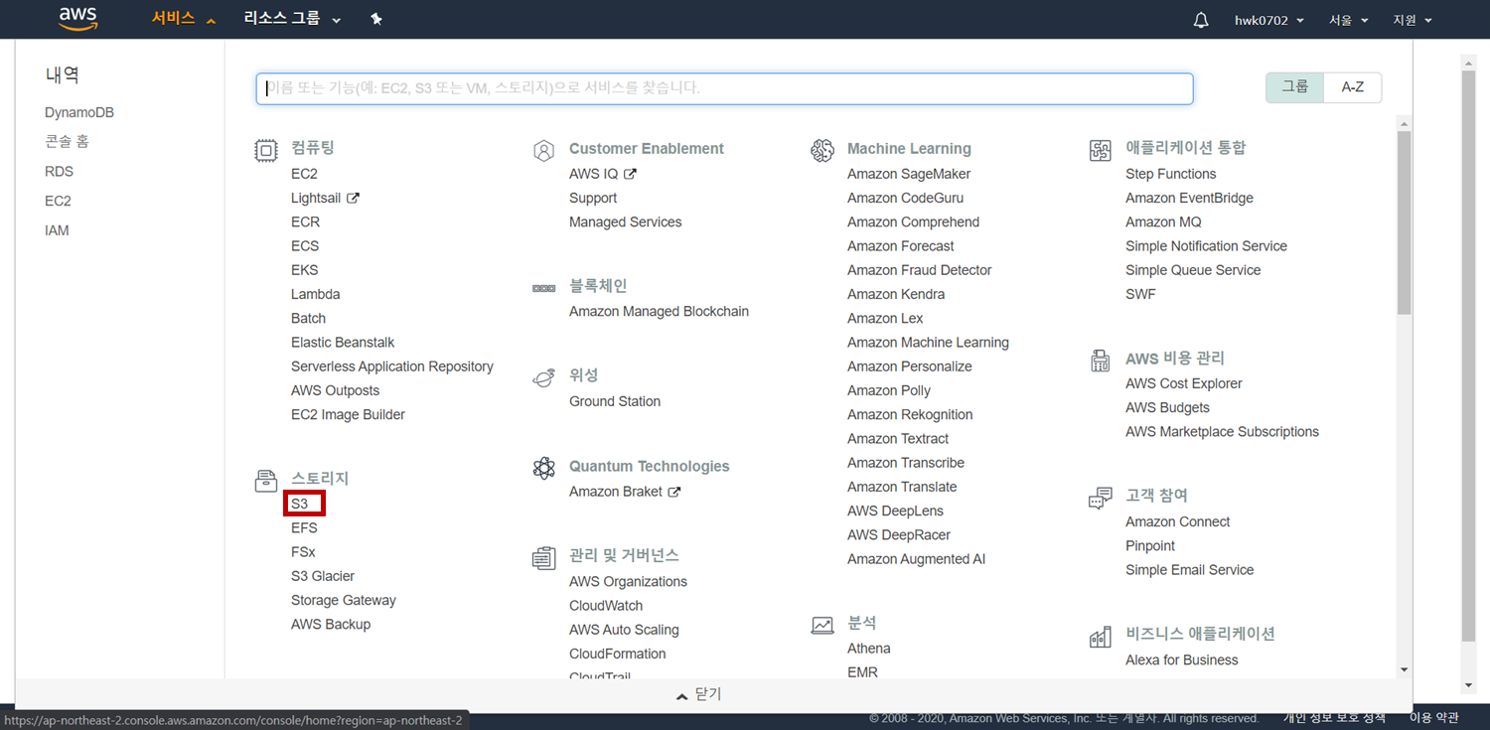 aws 서비스 리소스 그룹 hwk0702 서울 지원
내역
DynamoDB
콘솔 홈
RDS
EC2
IAM
이름 또는 기능(예: EC2, S3 또는 VM, 스토리지)으로 서비스를 찾습니다.
그룹 A-Z
컴퓨팅
EC2
Lightsail
ECR
ECS
EKS
Lambda
Batch
Elastic Beanstalk
Serverless Application Repository
AWS Outposts
EC2 Image Builder
스토리지
S3
EFS
FSx
S3 Glacier
Storage Gateway
AWS Backup
Customer Enablement
AWS IQ
Support
Managed Services
블록체인
Amazon Managed Blockchain
위성
Ground Station
Quantum Technologies
Amazon Braket
관리 및 거버넌스
AWS Organizations
CloudWatch
AWS Auto Scaling
CloudFormation
CloudTrail
Machine Learning
Amazon SageMaker
Amazon CodeGuru
Amazon Comprehend
Amazon Forecast
Amazon Fraud Detector
Amazon Kendra
Amazon Lex
Amazon Machine Learning
Amazon Personalize
Amazon Polly
Amazon Rekognition
Amazon Textract
Amazon Transcribe
Amazon Translate
AWS DeepLens
AWS DeepRacer
Amazon Augmented AI
분석
Athena
EMR
애플리케이션 통합
Step Functions
Amazon EventBridge
Amazon MQ
Simple Notification Service
Simple Queue Service
SWF
AWS 비용 관리
AWS Cost Explorer
AWS Budgets
AWS Marketplace Subscriptions
고객 참여
Amazon Connect
Pinpoint
Simple Email Service
비즈니스 애플리케이션
Alexa for Business
닫기
https://ap-northeast-2.console.aws.amazon.com/console/home?region=ap-northeast-2
© 2008 - 2020, Amazon Web Services, Inc. 또는 계열사. All rights reserved. 개인 정보 보호 정책 이용 약관